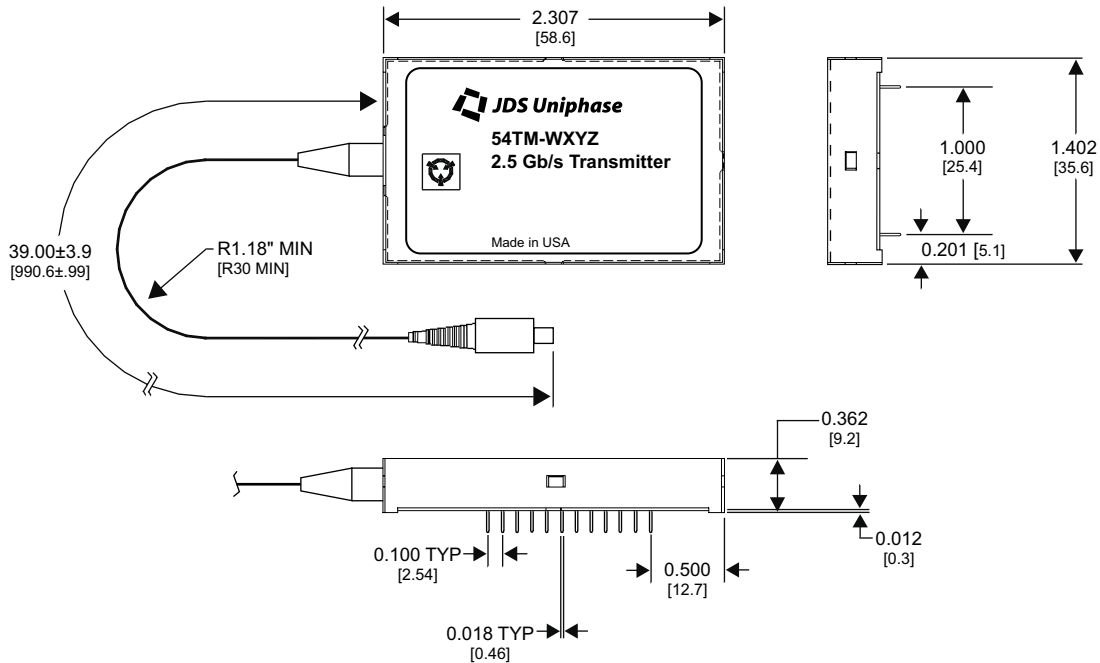 2.307
[58.6]
JDS Uniphase
54TM-WXYZ
2.5 Gb/s Transmitter
Made in USA
1.000
[25.4]
1.402
[35.6]
0.201 [5.1]
39.00±3.9
[990.6±.99]
R1.18" MIN
[R30 MIN]
0.362
[9.2]
0.012
[0.3]
0.100 TYP
[2.54]
0.500
[12.7]
0.018 TYP
[0.46]